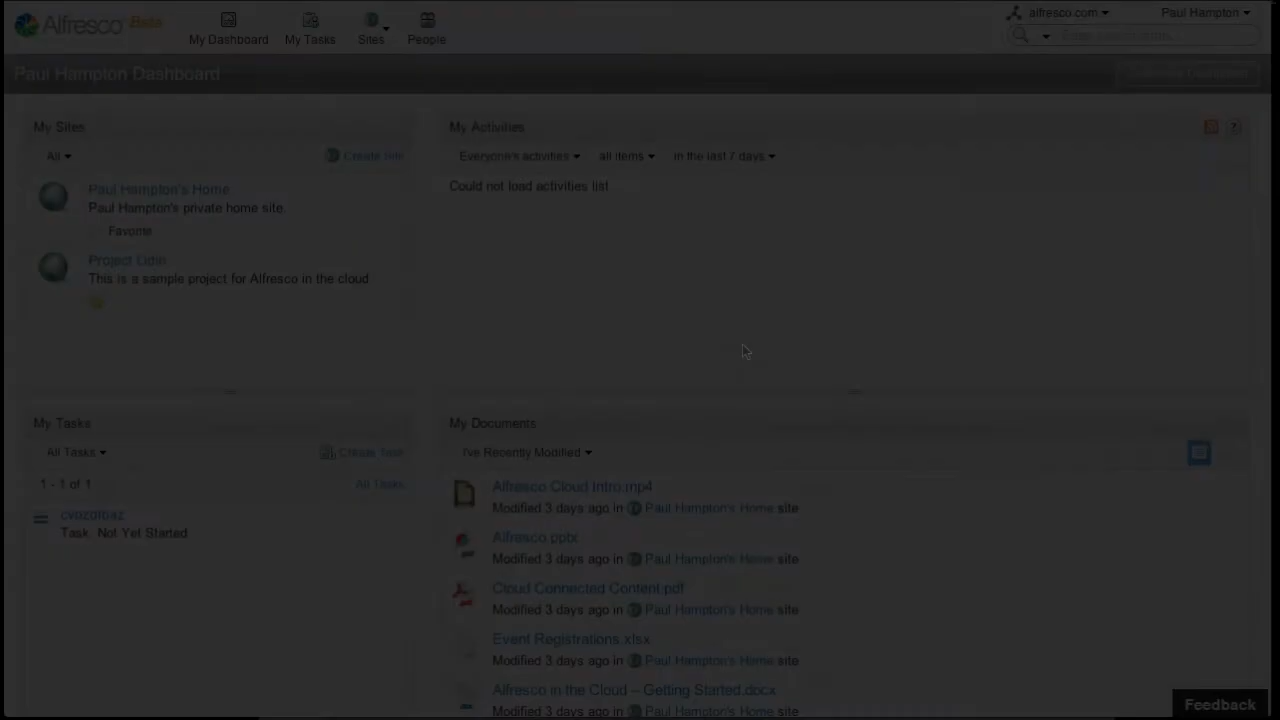 Alfresco Beta
My Dashboard
My Tasks
Sites
People
alfresco.com
Paul Hampton
Paul Hampton Dashboard
My Sites
All
Create Site
Paul Hampton's Home
Paul Hampton's private home site.
Favorite
This is a sample project for Alfresco in the cloud
My Activities
Everyone's activities
all items
in the last 7 days
Could not load activities list
My Tasks
All Tasks
Create Task
1 - 1 of 1
All Tasks
Task: Not Yet Started
My Documents
I've Recently Modified
Alfresco Cloud Intro.mp4
Modified 3 days ago in Paul Hampton's Home site
Alfresco.pptx
Modified 3 days ago in Paul Hampton's Home site
Cloud Connected Content.pdf
Modified 3 days ago in Paul Hampton's Home site
Event Registrations.xlsx
Modified 3 days ago in Paul Hampton's Home site
Alfresco in the Cloud – Getting Started.docx
Modified 3 days ago in Paul Hampton's Home site
Feedback